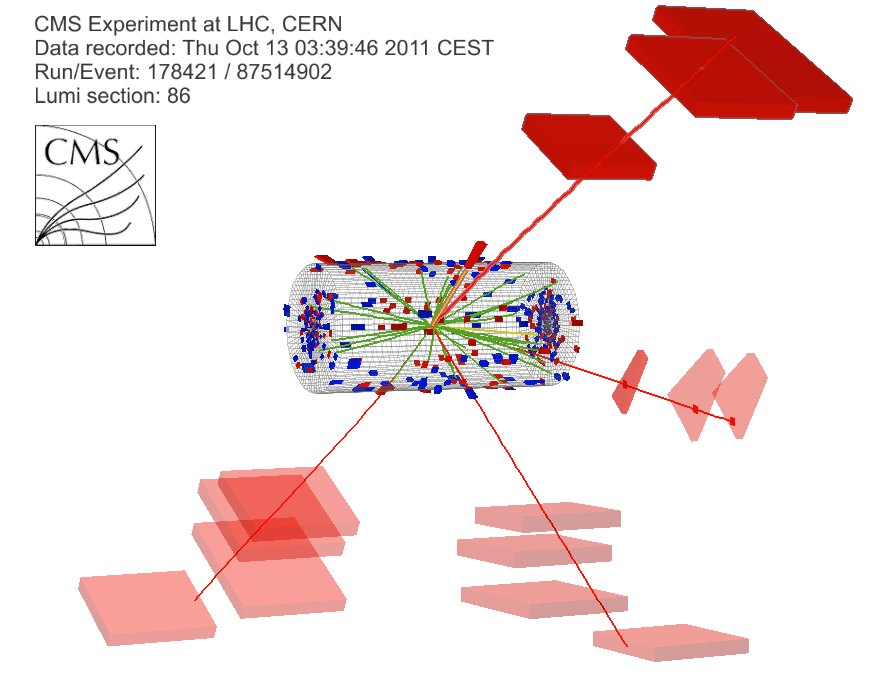 CMS Experiment at LHC, CERN
Data recorded: Thu Oct 13 03:39:46 2011 CEST
Run/Event: 178421 / 87514902
Lumi section: 86
CMS